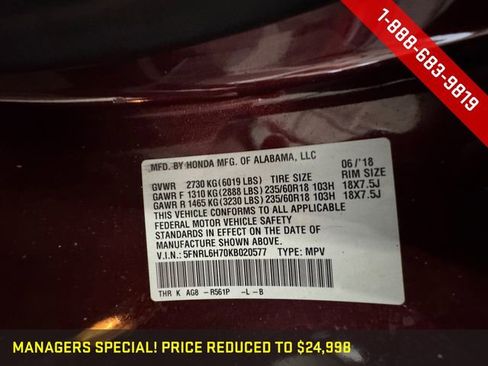 1-888-683-9819
MFD. BY HONDA MFG. OF ALABAMA, LLC 06/'18
GVWR 2730 KG(6019 LBS) TIRE SIZE RIM SIZE
GAWR F 1310 KG(2888 LBS)235/60R18 103H 18X7.5J
GAWR R 1465 KG(3230 LBS)235/60R18 103H 18X7.5J
THIS VEHICLE CONFORMS TO ALL APPLICABLE
FEDERAL MOTOR VEHICLE SAFETY
STANDARDS IN EFFECT ON THE DATE OF
MANUFACTURE SHOWN ABOVE.
V.I.N.: 5FNRL6H70KB020577 TYPE: MPV
THR K AG8 -R561P -L -B
MANAGERS SPECIAL! PRICE REDUCED TO $24,998